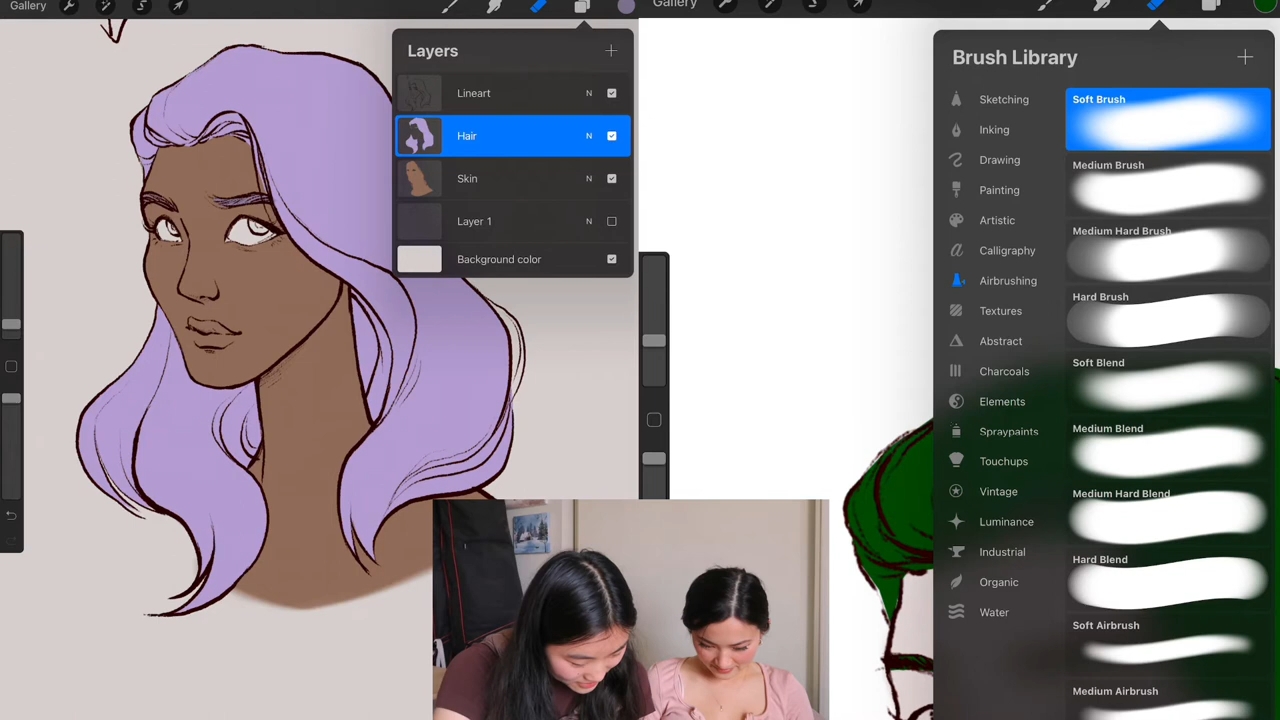 Gallery
Layers
Lineart
N
Hair
N
Skin
N
Layer 1
N
Background color
Gallery
Brush Library
Sketching
Inking
Drawing
Painting
Artistic
Calligraphy
Airbrushing
Textures
Abstract
Charcoals
Elements
Spraypaints
Touchups
Vintage
Luminance
Industrial
Organic
Water
Soft Brush
Medium Brush
Medium Hard Brush
Hard Brush
Soft Blend
Medium Blend
Medium Hard Blend
Hard Blend
Soft Airbrush
Medium Airbrush